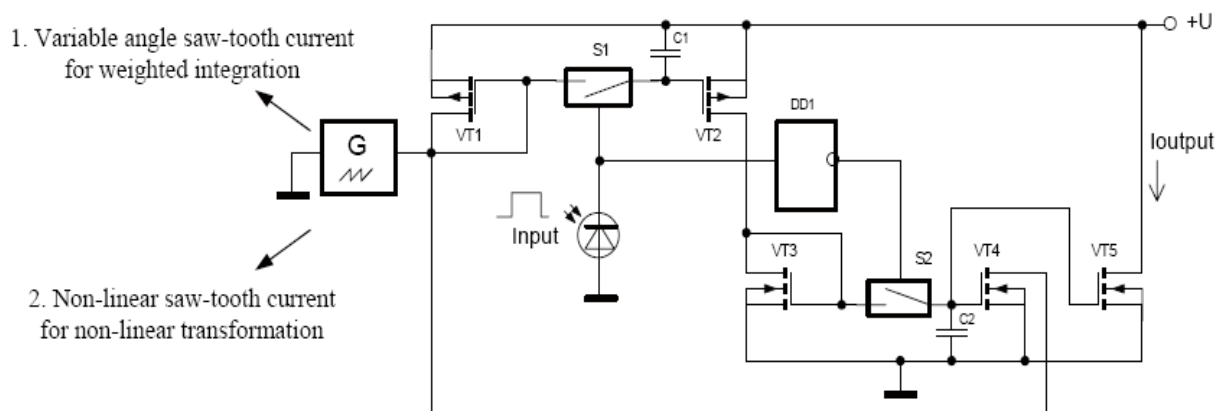 1. Variable angle saw-tooth current
for weighted integration
G
2. Non-linear saw-tooth current
for non-linear transformation
VT1
S1
C1
VT2
Input
DD1
VT3
S2
C2
VT4
VT5
+U
Ioutput